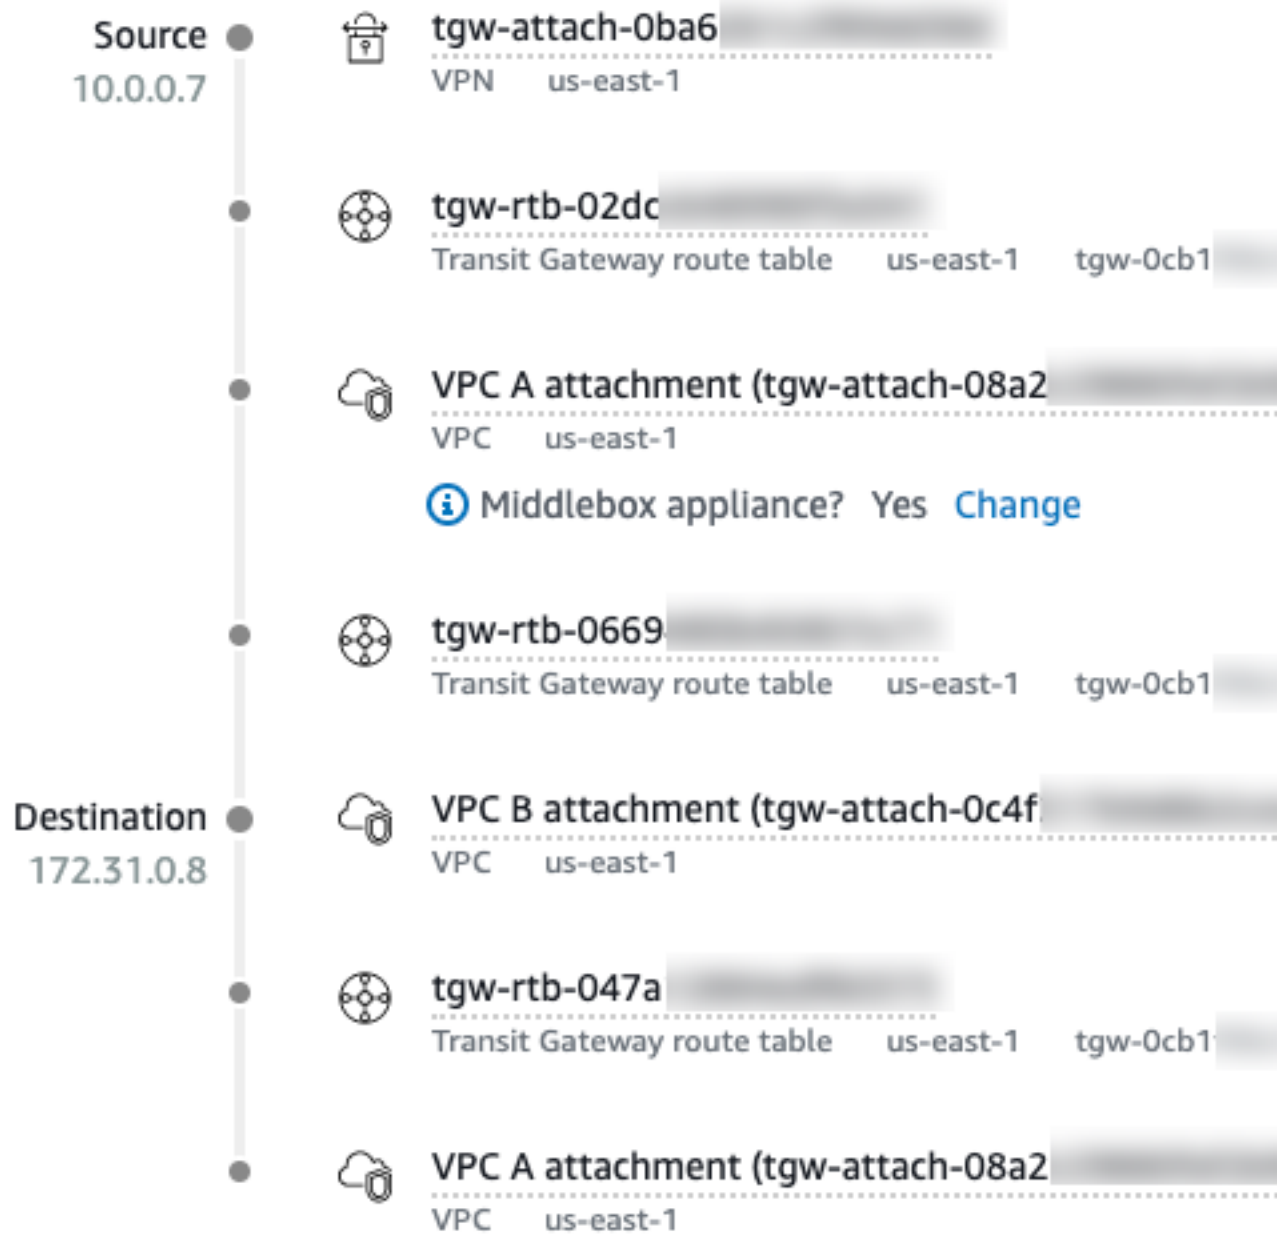 Source
10.0.0.7
tgw-attach-0ba6
VPN us-east-1
tgw-rtb-02dc
Transit Gateway route table us-east-1 tgw-0cb1
VPC A attachment (tgw-attach-08a2
VPC us-east-1
Middlebox appliance? Yes Change
tgw-rtb-0669
Transit Gateway route table us-east-1 tgw-0cb1
Destination
172.31.0.8
VPC B attachment (tgw-attach-0c4f
VPC us-east-1
tgw-rtb-047a
Transit Gateway route table us-east-1 tgw-0cb1
VPC A attachment (tgw-attach-08a2
VPC us-east-1